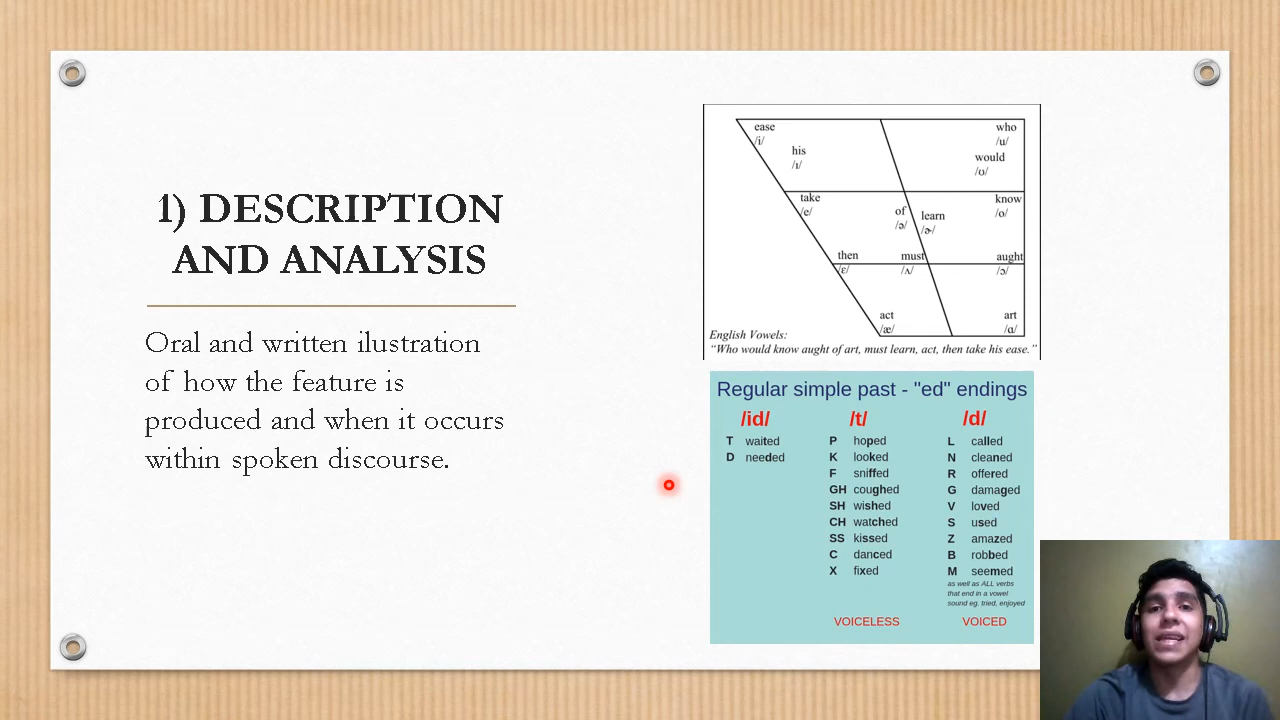 1) DESCRIPTION
AND ANALYSIS
Oral and written ilustration
of how the feature is
produced and when it occurs
within spoken discourse.
ease
/i/
his
/ɪ/
who
/u/
would
/ʊ/
take
/e/
of
/ə/
learn
/ɚ/
know
/o/
then
/ɛ/
must
/ʌ/
aught
/ɔ/
act
/æ/
art
/ɑ/
English Vowels:
"Who would know aught of art, must learn, act, then take his ease."
Regular simple past - "ed" endings
/id/ /t/ /d/
T waited P hoped L called
D needed K looked N cleaned
F sniffed R offered
GH coughed G damaged
SH wished V loved
CH watched S used
SS kissed Z amazed
C danced B robbed
X fixed M seemed
as well as ALL verbs
that end in a vowel
sound eg. tried, enjoyed
VOICELESS VOICED